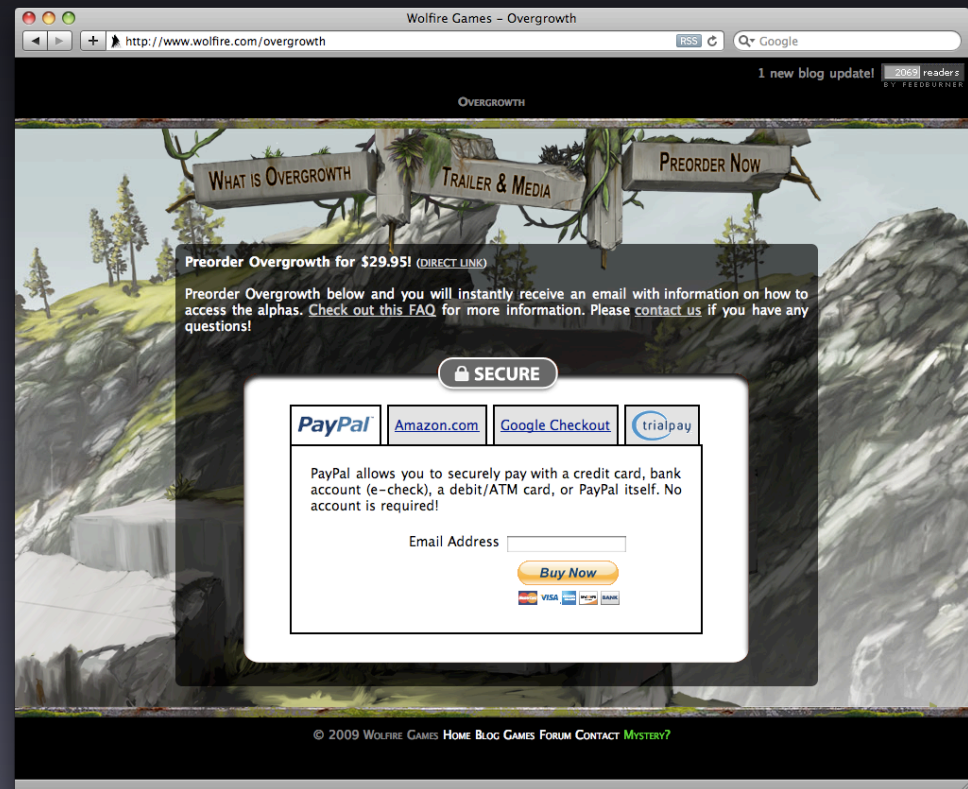 Wolfire Games – Overgrowth
http://www.wolfire.com/overgrowth
RSS
Google
1 new blog update!
2069 readers
BY FEEDBURNER
OVERGROWTH
WHAT IS OVERGROWTH
TRAILER & MEDIA
PREORDER NOW
Preorder Overgrowth for $29.95! (DIRECT LINK)
Preorder Overgrowth below and you will instantly receive an email with information on how to
access the alphas. Check out this FAQ for more information. Please contact us if you have any
questions!
SECURE
PayPal
Amazon.com
Google Checkout
trialpay
PayPal allows you to securely pay with a credit card, bank
account (e-check), a debit/ATM card, or PayPal itself. No
account is required!
Email Address
Buy Now
VISA
BANK
© 2009 WOLFIRE GAMES HOME BLOG GAMES FORUM CONTACT MYSTERY?